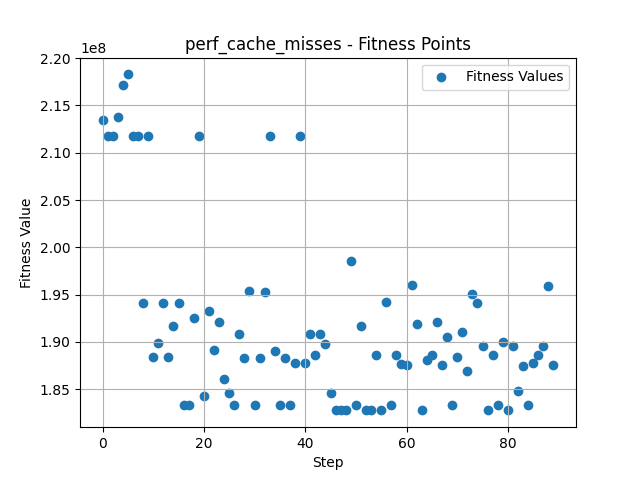 perf_cache_misses - Fitness Points
1e8
Fitness Values
2.20
2.15
2.10
2.05
2.00
1.95
1.90
1.85
Fitness Value
0 20 40 60 80
Step